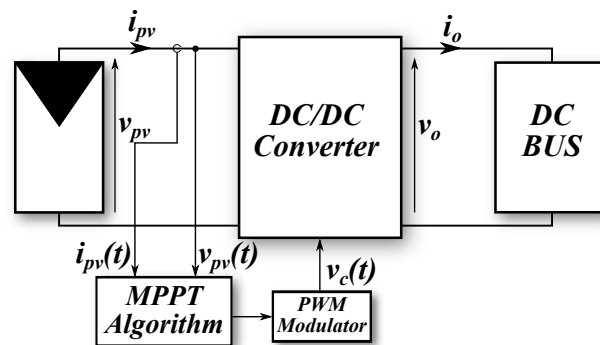 i_pv
i_o
v_pv
DC/DC
Converter
v_o
DC
BUS
i_pv(t)
v_pv(t)
v_c(t)
MPPT
Algorithm
PWM
Modulator